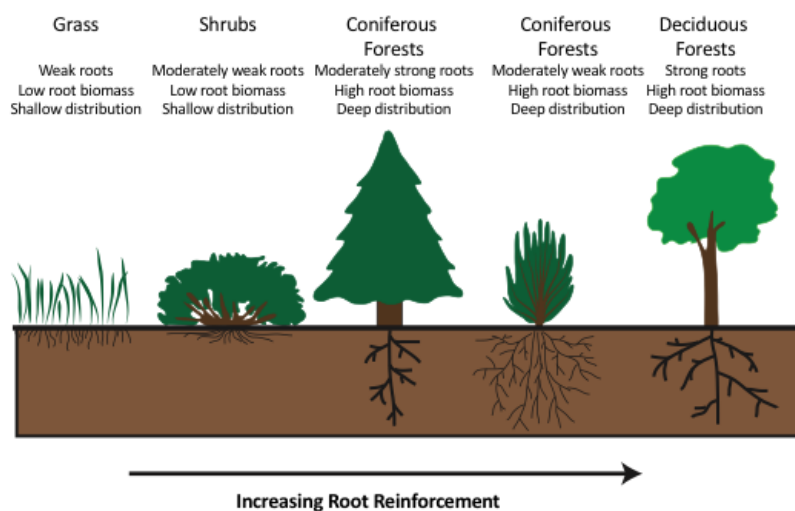 Grass
Weak roots
Low root biomass
Shallow distribution
Shrubs
Moderately weak roots
Low root biomass
Shallow distribution
Coniferous
Forests
Moderately strong roots
High root biomass
Deep distribution
Coniferous
Forests
Moderately weak roots
High root biomass
Deep distribution
Deciduous
Forests
Strong roots
High root biomass
Deep distribution
Increasing Root Reinforcement